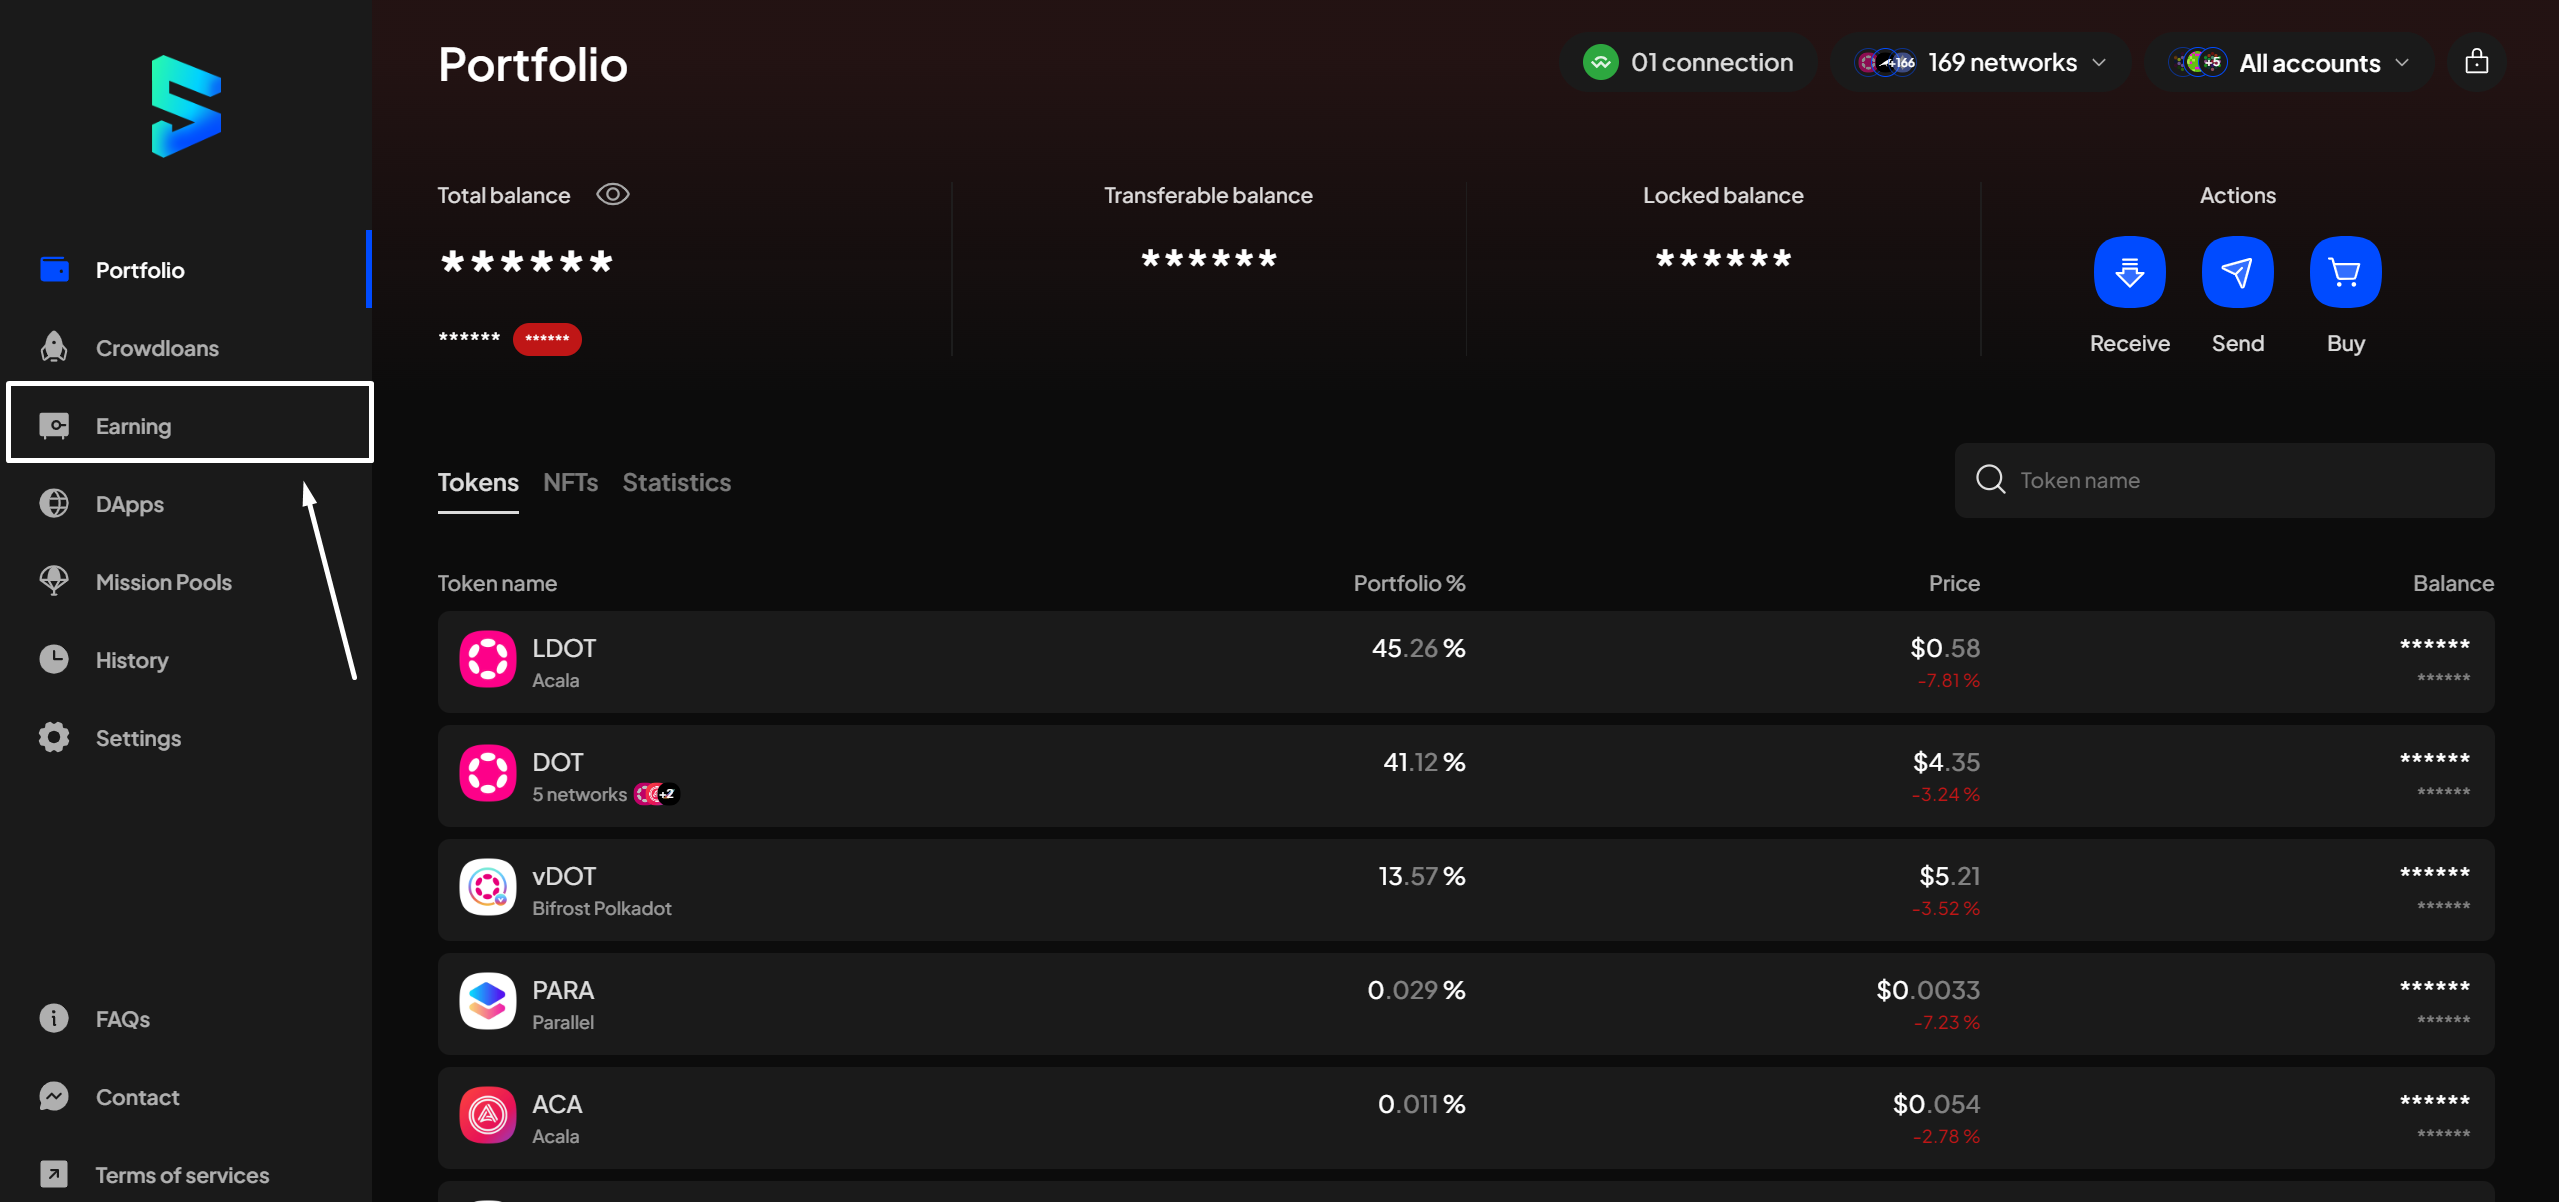 Portfolio
01 connection
+166
169 networks
+5
All accounts
Total balance
Transferable balance
Locked balance
Actions
******
******
******
****** ******
Receive
Send
Buy
Portfolio
Crowdloans
Earning
DApps
Mission Pools
History
Settings
FAQs
Contact
Terms of services
Tokens
NFTs
Statistics
Token name
Token name
Portfolio %
Price
Balance
LDOT
45.26 %
$0.58
******
Acala
-7.81 %
******
DOT
41.12 %
$4.35
******
5 networks
+2
-3.24 %
******
vDOT
13.57 %
$5.21
******
Bifrost Polkadot
-3.52 %
******
PARA
0.029 %
$0.0033
******
Parallel
-7.23 %
******
ACA
0.011 %
$0.054
******
Acala
-2.78 %
******